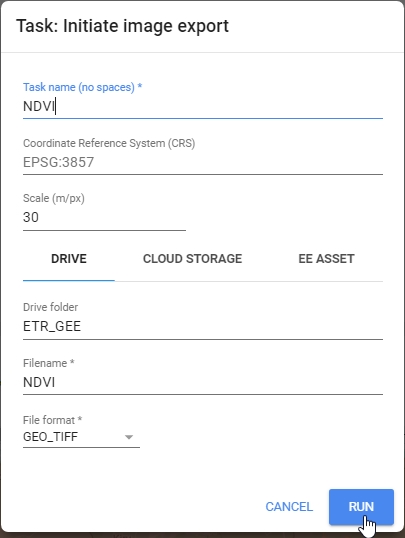 Task: Initiate image export
Task name (no spaces) *
NDVI
Coordinate Reference System (CRS)
EPSG:3857
Scale (m/px)
30
DRIVE CLOUD STORAGE EE ASSET
Drive folder
ETR_GEE
Filename *
NDVI
File format *
GEO_TIFF
CANCEL RUN